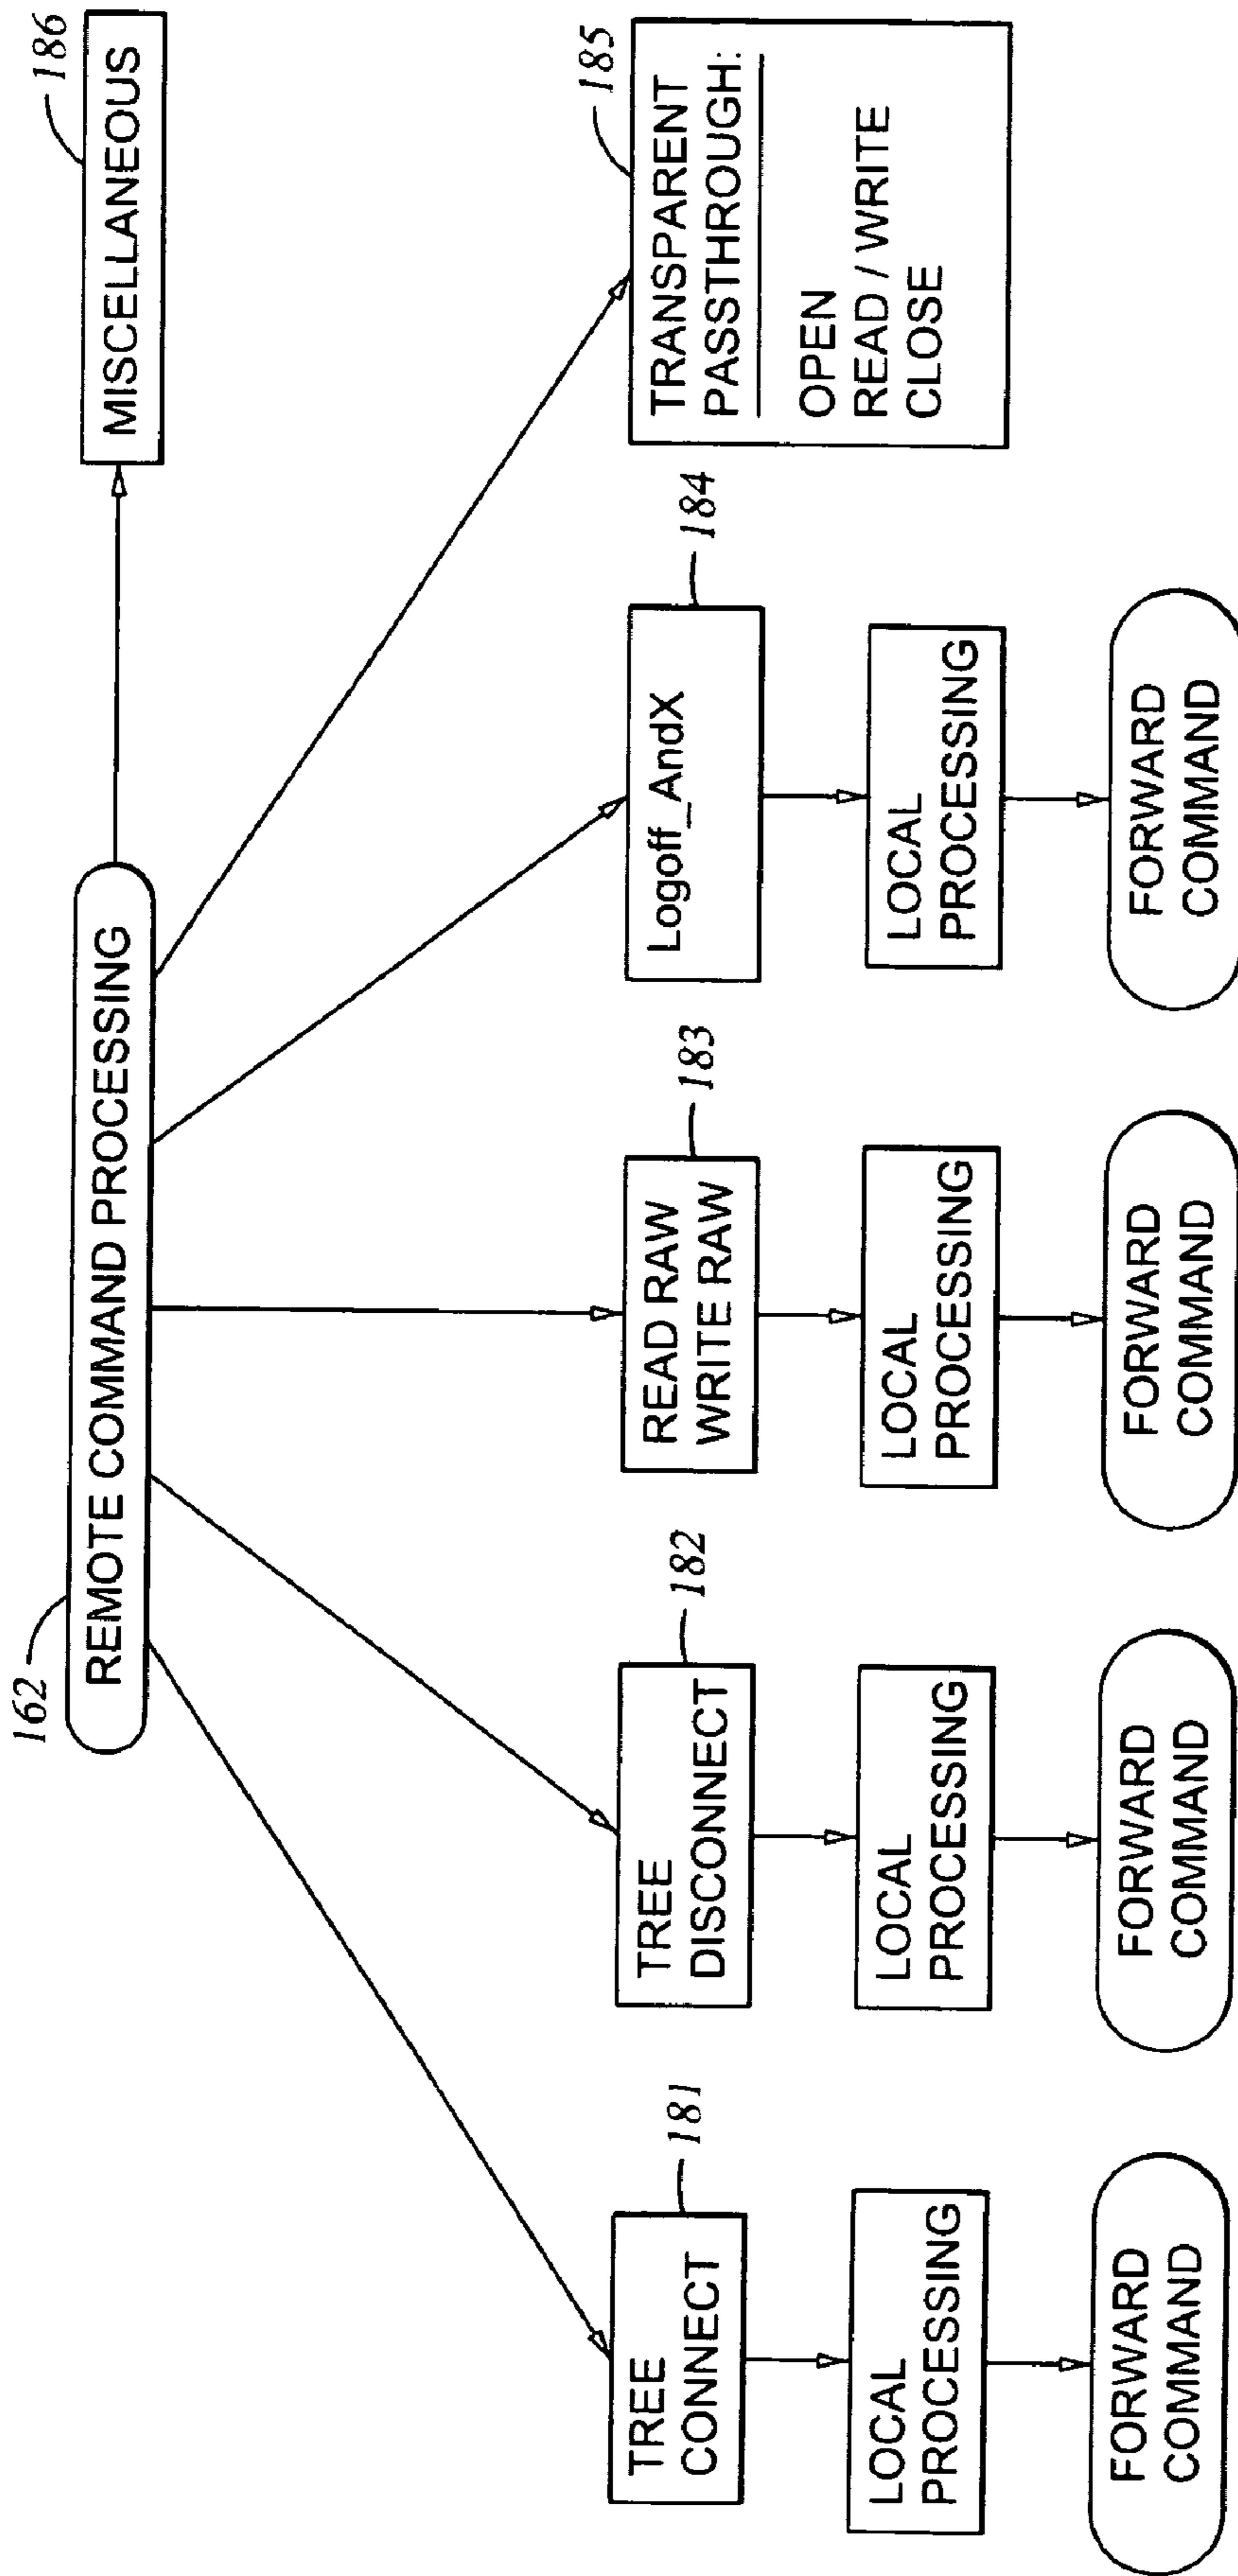 162
REMOTE COMMAND PROCESSING
186
MISCELLANEOUS
181
TREE
CONNECT
LOCAL
PROCESSING
FORWARD
COMMAND
182
TREE
DISCONNECT
LOCAL
PROCESSING
FORWARD
COMMAND
183
READ RAW
WRITE RAW
LOCAL
PROCESSING
FORWARD
COMMAND
184
Logoff_AndX
LOCAL
PROCESSING
FORWARD
COMMAND
185
TRANSPARENT
PASSTHROUGH:
OPEN
READ / WRITE
CLOSE